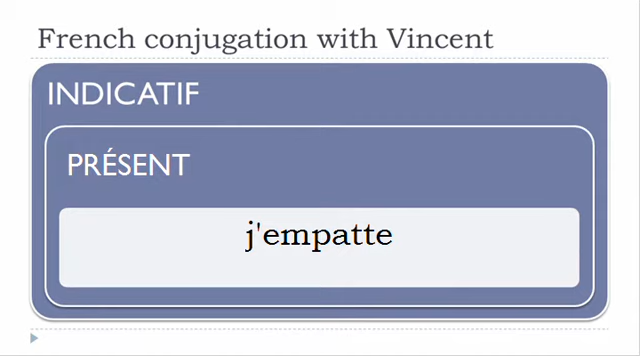 French conjugation with Vincent
INDICATIF
PRÉSENT
j'empatte